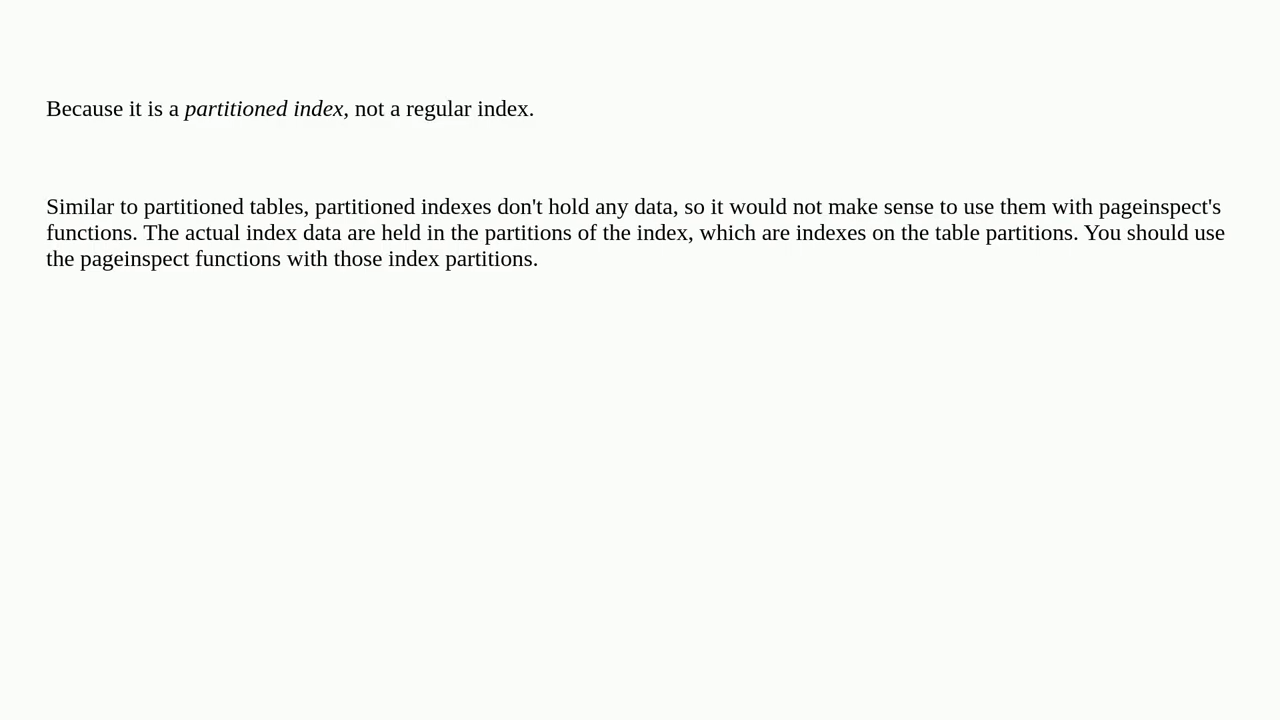 Because it is a partitioned index, not a regular index.
Similar to partitioned tables, partitioned indexes don't hold any data, so it would not make sense to use them with pageinspect's
functions. The actual index data are held in the partitions of the index, which are indexes on the table partitions. You should use
the pageinspect functions with those index partitions.